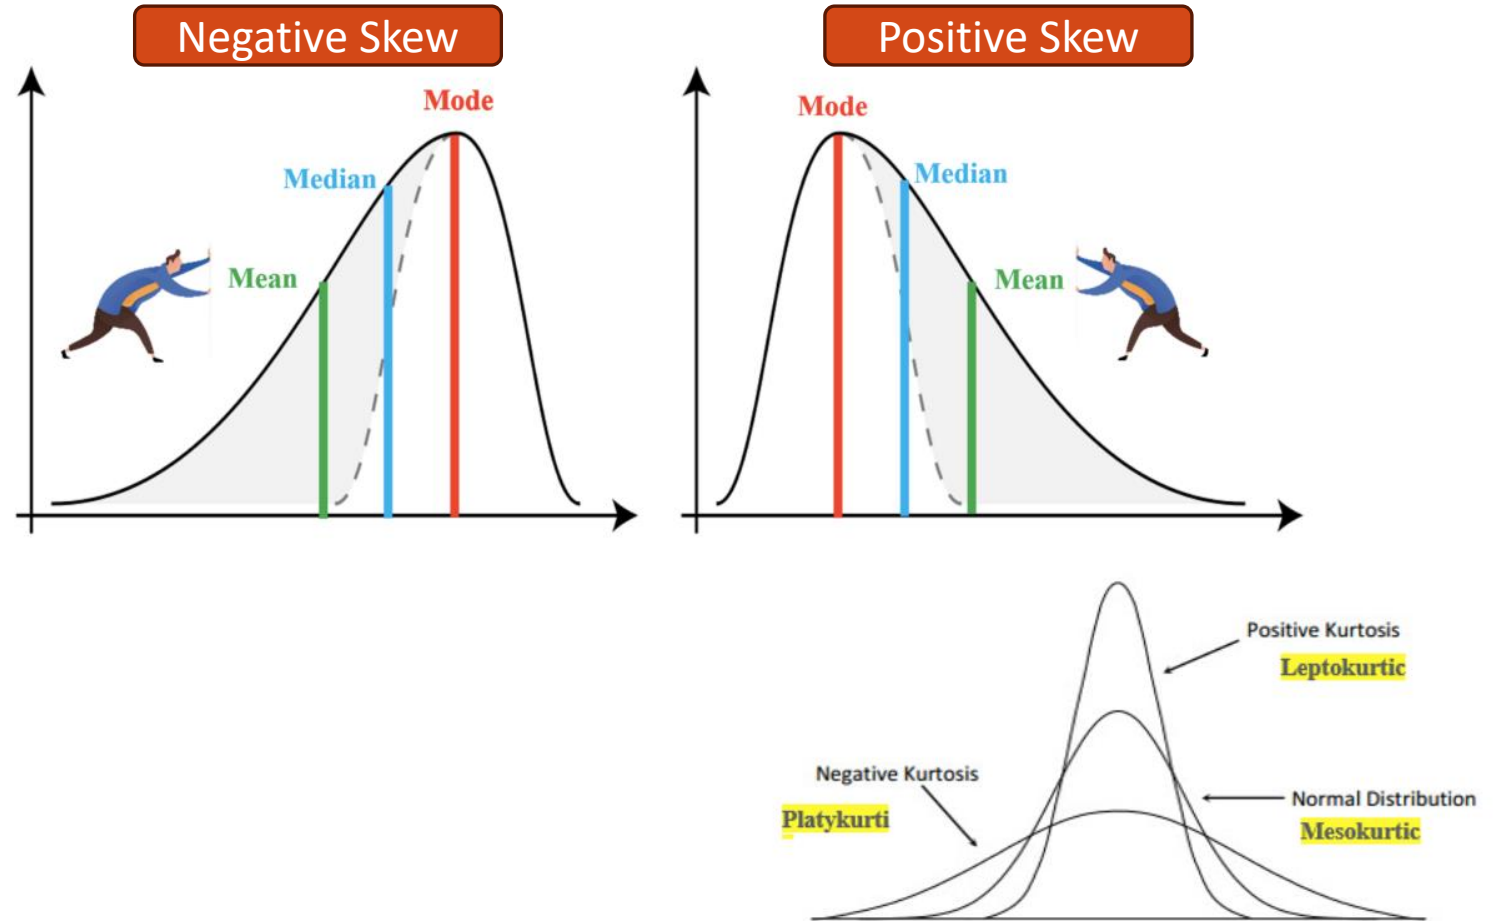 Negative Skew
Positive Skew
Mode
Median
Mean
Mode
Median
Mean
Positive Kurtosis
Leptokurtic
Negative Kurtosis
Platykurti
Normal Distribution
Mesokurtic